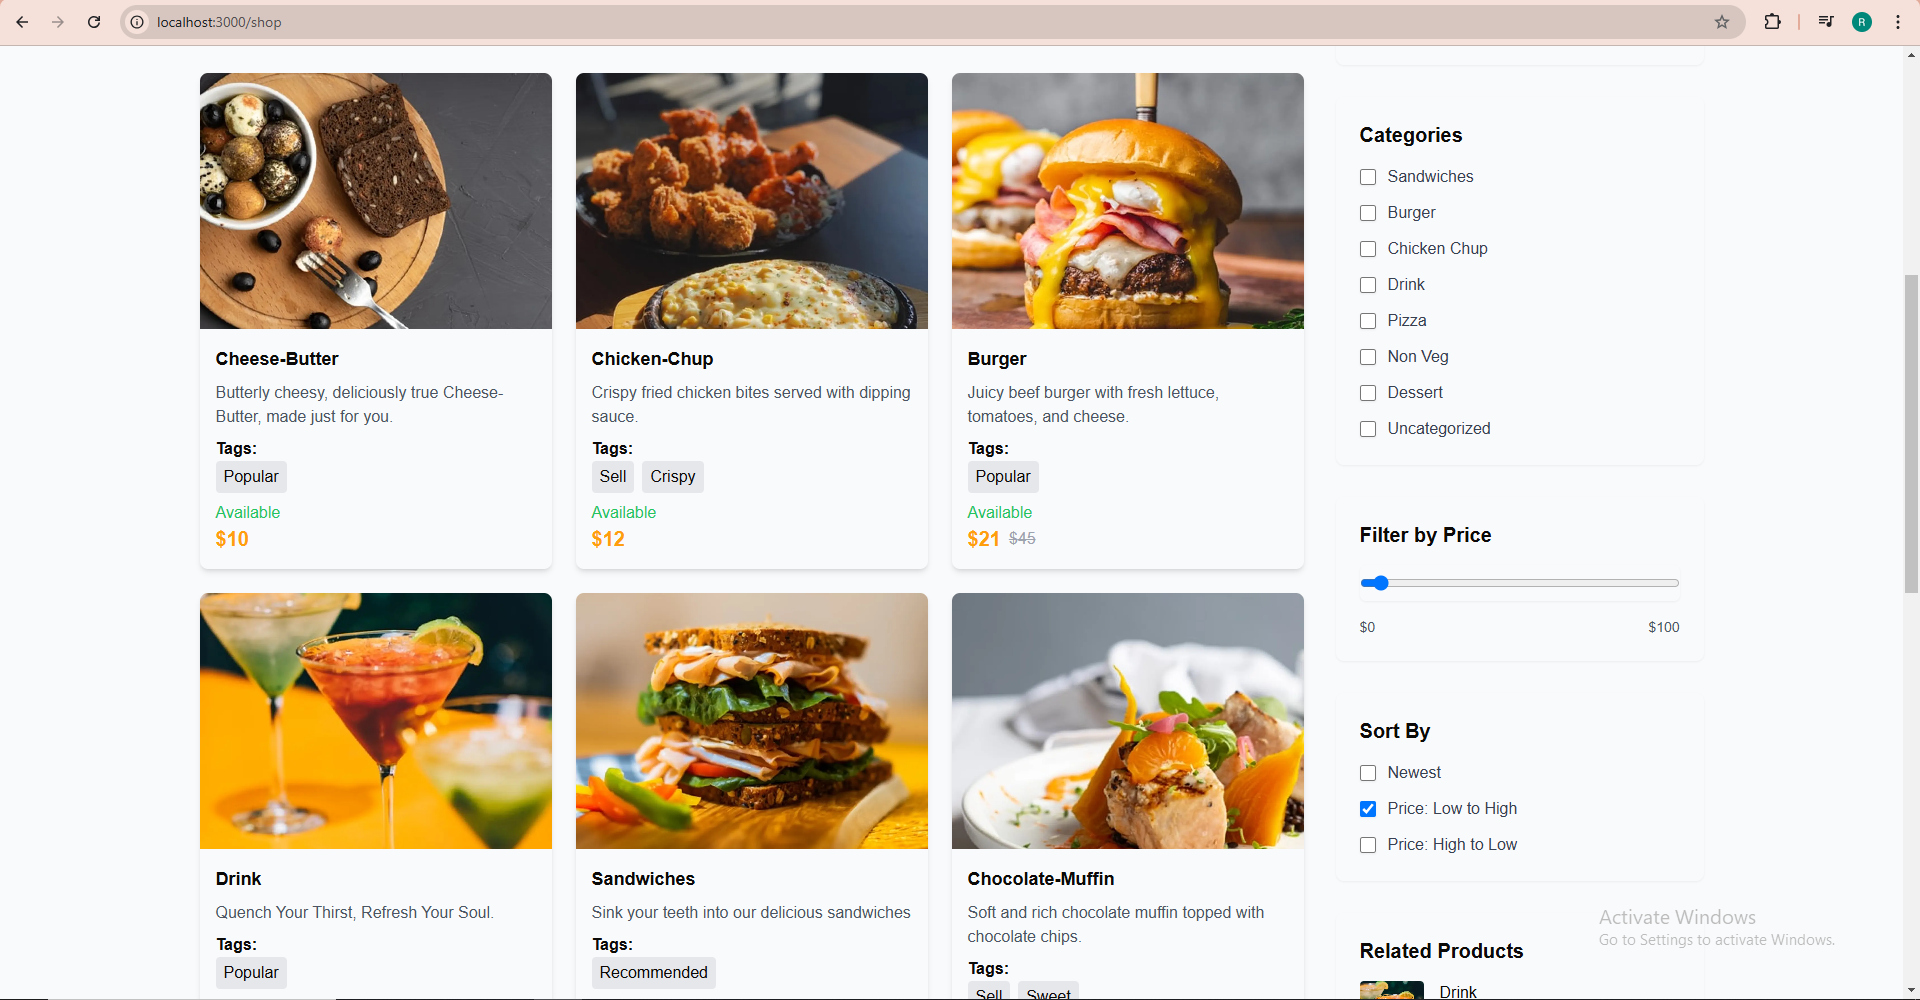 localhost:3000/shop
R
Cheese-Butter
Butterly cheesy, deliciously true Cheese-
Butter, made just for you.
Tags:
Popular
Available
$10
Chicken-Chup
Crispy fried chicken bites served with dipping
sauce.
Tags:
Sell Crispy
Available
$12
Burger
Juicy beef burger with fresh lettuce,
tomatoes, and cheese.
Tags:
Popular
Available
$21 $45
Drink
Quench Your Thirst, Refresh Your Soul.
Tags:
Popular
Sandwiches
Sink your teeth into our delicious sandwiches
Tags:
Recommended
Chocolate-Muffin
Soft and rich chocolate muffin topped with
chocolate chips.
Tags:
Sell Sweet
Categories
Sandwiches
Burger
Chicken Chup
Drink
Pizza
Non Veg
Dessert
Uncategorized
Filter by Price
$0 $100
Sort By
Newest
Price: Low to High
Price: High to Low
Related Products
Drink
Activate Windows
Go to Settings to activate Windows.